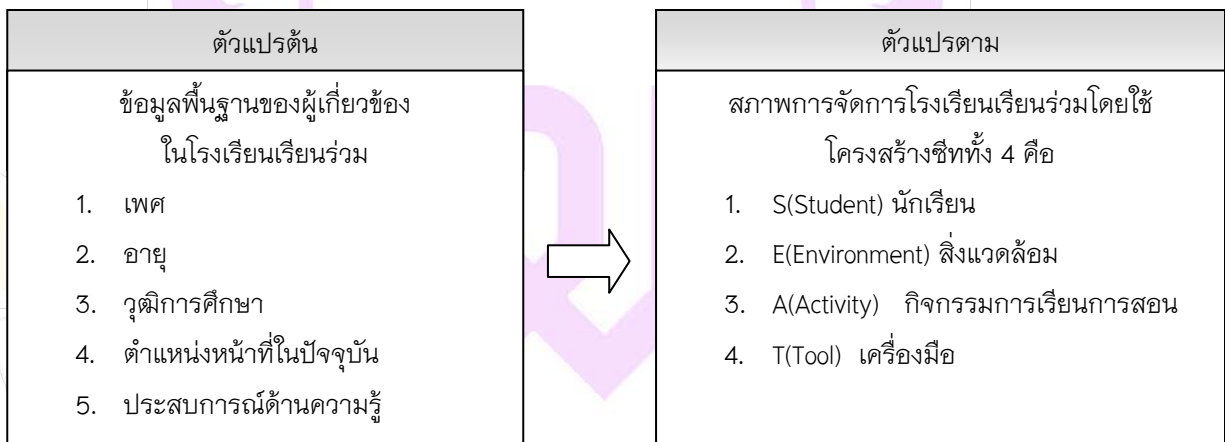 ตัวแปรต้น
ข้อมูลพื้นฐานของผู้เกี่ยวข้อง
ในโรงเรียนเรียนร่วม
1. เพศ
2. อายุ
3. วุฒิการศึกษา
4. ตำแหน่งหน้าที่ในปัจจุบัน
5. ประสบการณ์ด้านความรู้
ตัวแปรตาม
สภาพการจัดการโรงเรียนเรียนร่วมโดยใช้
โครงสร้างซีททั้ง 4 คือ
1. S(Student) นักเรียน
2. E(Environment) สิ่งแวดล้อม
3. A(Activity) กิจกรรมการเรียนการสอน
4. T(Tool) เครื่องมือ